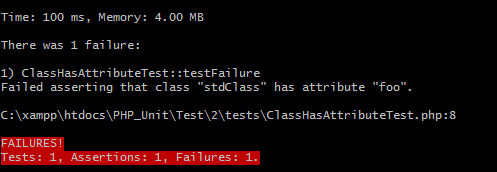 Time: 100 ms, Memory: 4.00 MB
There was 1 failure:
1) ClassHasAttributeTest::testFailure
Failed asserting that class "stdClass" has attribute "foo".
C:\xampp\htdocs\PHP_Unit\Test\2\tests\ClassHasAttributeTest.php:8
FAILURES!
Tests: 1, Assertions: 1, Failures: 1.